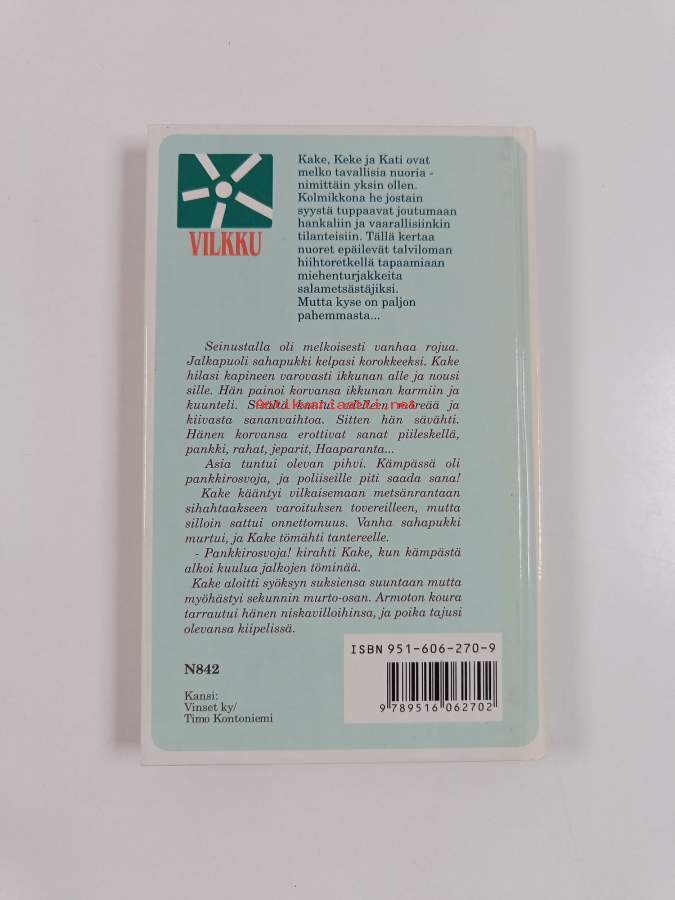 VILKKU
Kake, Keke ja Kati ovat
melko tavallisia nuoria -
nimittäin yksin ollen.
Kolmikkona he jostain
syystä tuppaavat joutumaan
hankaliin ja vaarallisiinkin
tilanteisiin. Tällä kertaa
nuoret epäilevät talviloman
hiihtoretkellä tapaamiaan
miehenturjakkeita
salametsästäjiksi.
Mutta kyse on paljon
pahemmasta...
Seinustalla oli melkoisesti vanhaa rojua.
Jalkapuoli sahapukki kelpasi korokkeeksi. Kake
hilasi kapineen varovasti ikkunan alle ja nousi
sille. Hän painoi korvansa ikkunan karmiin ja
kuunteli. ja
Antikvariaatti.net
kiivasta sananvaihtoa. Sitten hän sävähti.
Hänen korvansa erottivat sanat piileskellä,
pankki, rahat, jeparit, Haaparanta...
Asia tuntui olevan pihvi. Kämpässä oli
pankkirosvoja, ja poliiseille piti saada sana!
Kake kääntyi vilkaisemaan metsänrantaan
sihahtaakseen varoituksen tovereilleen, mutta
silloin sattui onnettomuus. Vanha sahapukki
murtui, ja Kake tömähti tantereelle.
- Pankkirosvoja! kirahti Kake, kun kämpästä
alkoi kuulua jalkojen töminää.
Kake aloitti syöksyn suksiensa suuntaan mutta
myöhästyi sekunnin murto-osan. Armoton koura
tarrautui hänen niskavilloihinsa, ja poika tajusi
olevansa kiipelissä.
N842
Kansi:
Vinset ky/
Timo Kontoniemi
ISBN 951-606-270-9
9 789516 062702